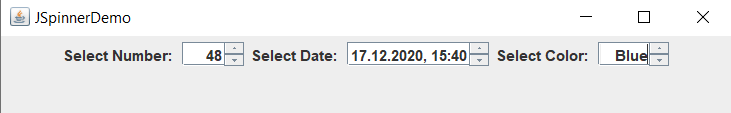 JSpinnerDemo
Select Number: 48 Select Date: 17.12.2020, 15:40 Select Color: Blue